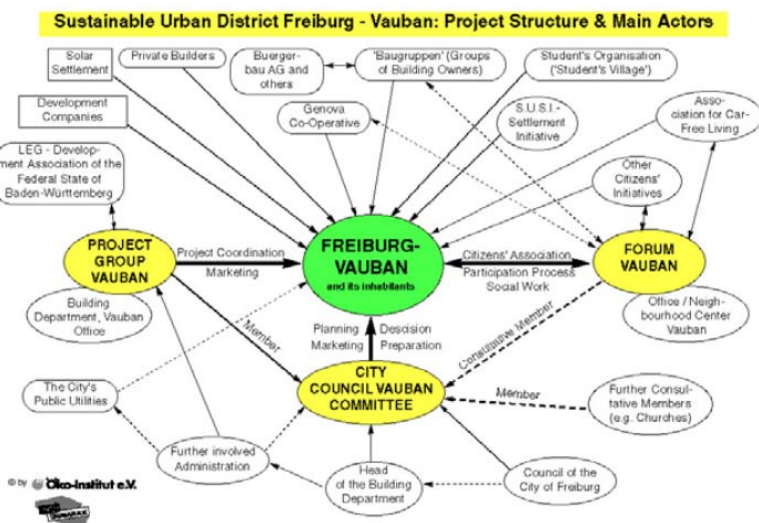 Sustainable Urban District Freiburg - Vauban: Project Structure & Main Actors
Solar
Settlement
Private Builders
Buerger-
bau AG and
others
'Baugruppen' (Groups
of Building Owners)
Student's Organisation
('Student's Village')
Development
Companies
Genova
Co-Operative
S.U.S.I.-
Settlement
Initiative
Asso-
ciation for Car-
Free Living
LEG - Develop-
ment Association of the
Federal State of
Baden-Württemberg
Other
Citizens'
Initiatives
PROJECT
GROUP
VAUBAN
Project Coordination
Marketing
FREIBURG-
VAUBAN
and its inhabitants
Citizens' Association
Participation Process
Social Work
FORUM
VAUBAN
Building
Department, Vauban
Office
Office / Neigh-
bourhood Center
Vauban
Member
Planning
Marketing
Descision
Preparation
Constitutive Member
The City's
Public Utilities
CITY
COUNCIL VAUBAN
COMMITTEE
Member
Further Consul-
tative Members
(e.g. Churches)
Further involved
Administration
Head
of the Building
Department
Council of the
City of Freiburg
© by Öko-Institut e.V.